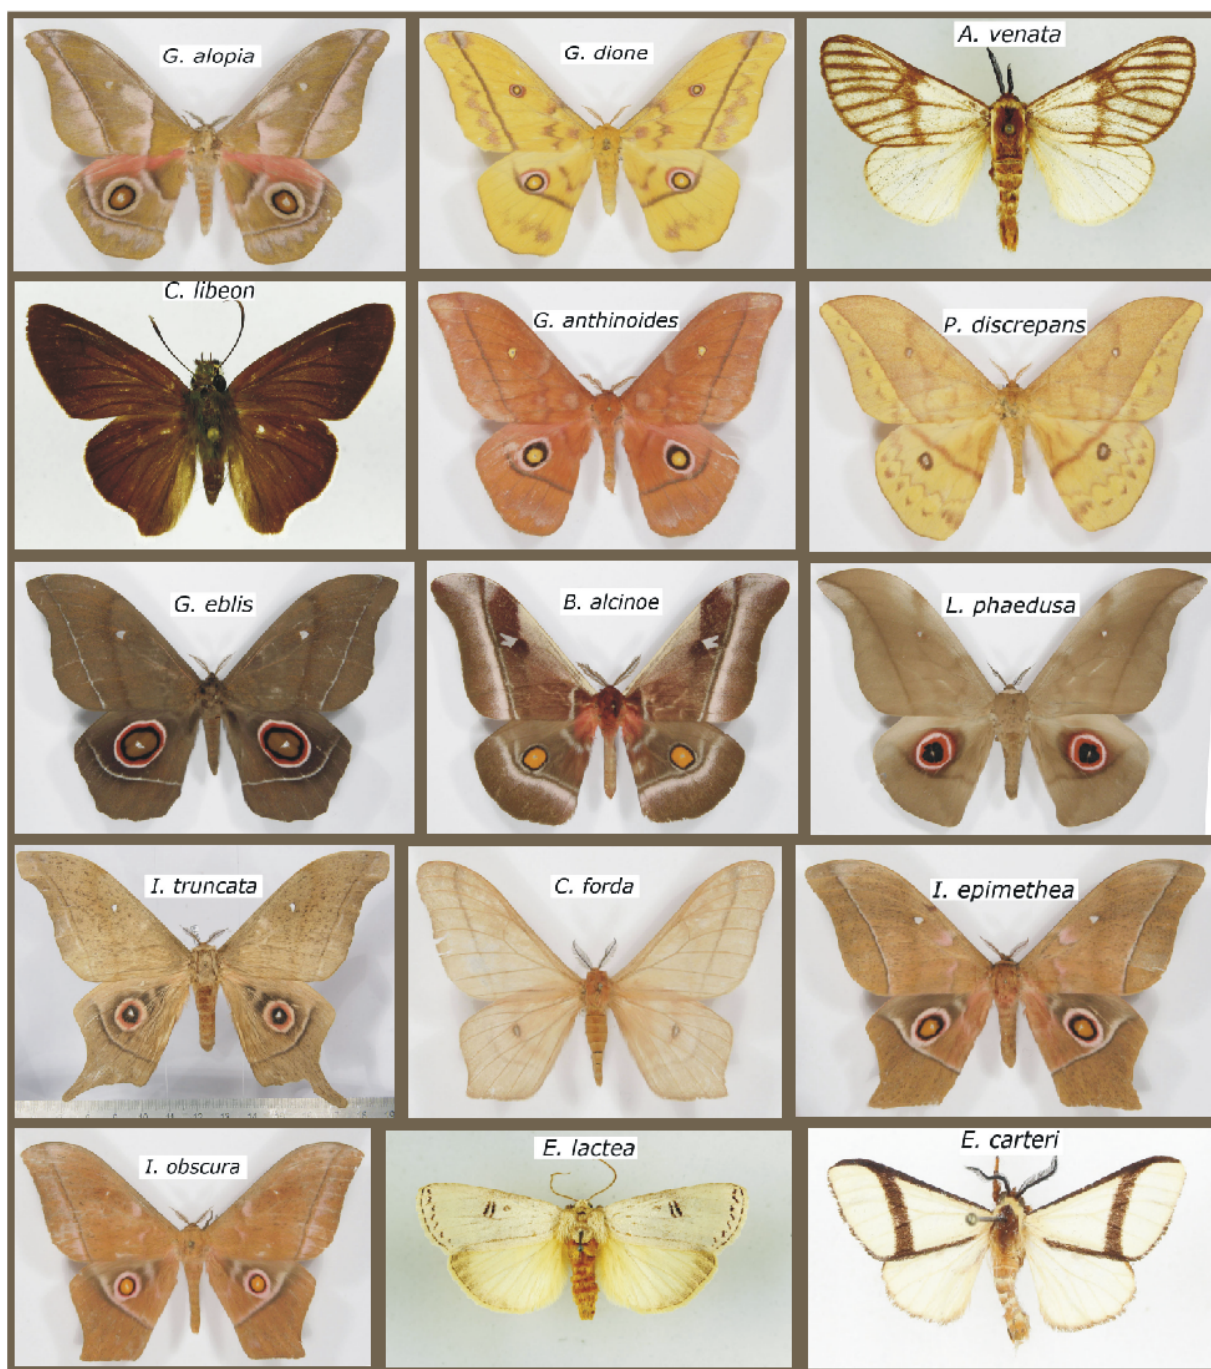 G. alopia
G. dione
A. venata
C. libeon
G. anthinoides
P. discrepans
G. eblis
B. alcinoe
L. phaedusa
I. truncata
C. forda
I. epimethea
I. obscura
E. lactea
E. carteri